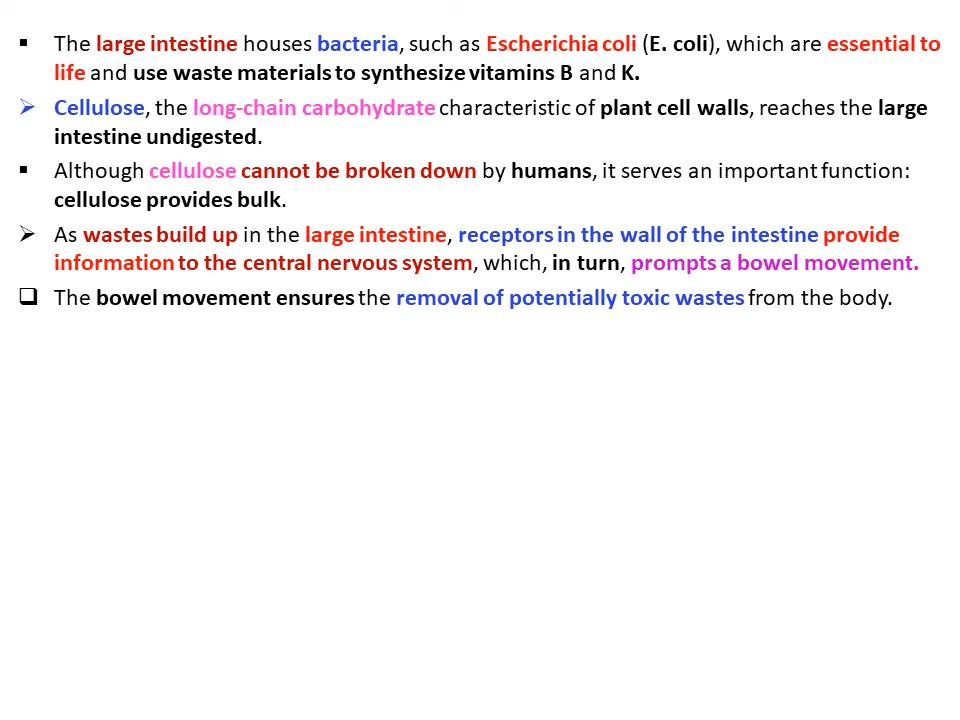 ▪ The large intestine houses bacteria, such as Escherichia coli (E. coli), which are essential to
life and use waste materials to synthesize vitamins B and K.
➢ Cellulose, the long-chain carbohydrate characteristic of plant cell walls, reaches the large
intestine undigested.
▪ Although cellulose cannot be broken down by humans, it serves an important function:
cellulose provides bulk.
➢ As wastes build up in the large intestine, receptors in the wall of the intestine provide
information to the central nervous system, which, in turn, prompts a bowel movement.
❑ The bowel movement ensures the removal of potentially toxic wastes from the body.